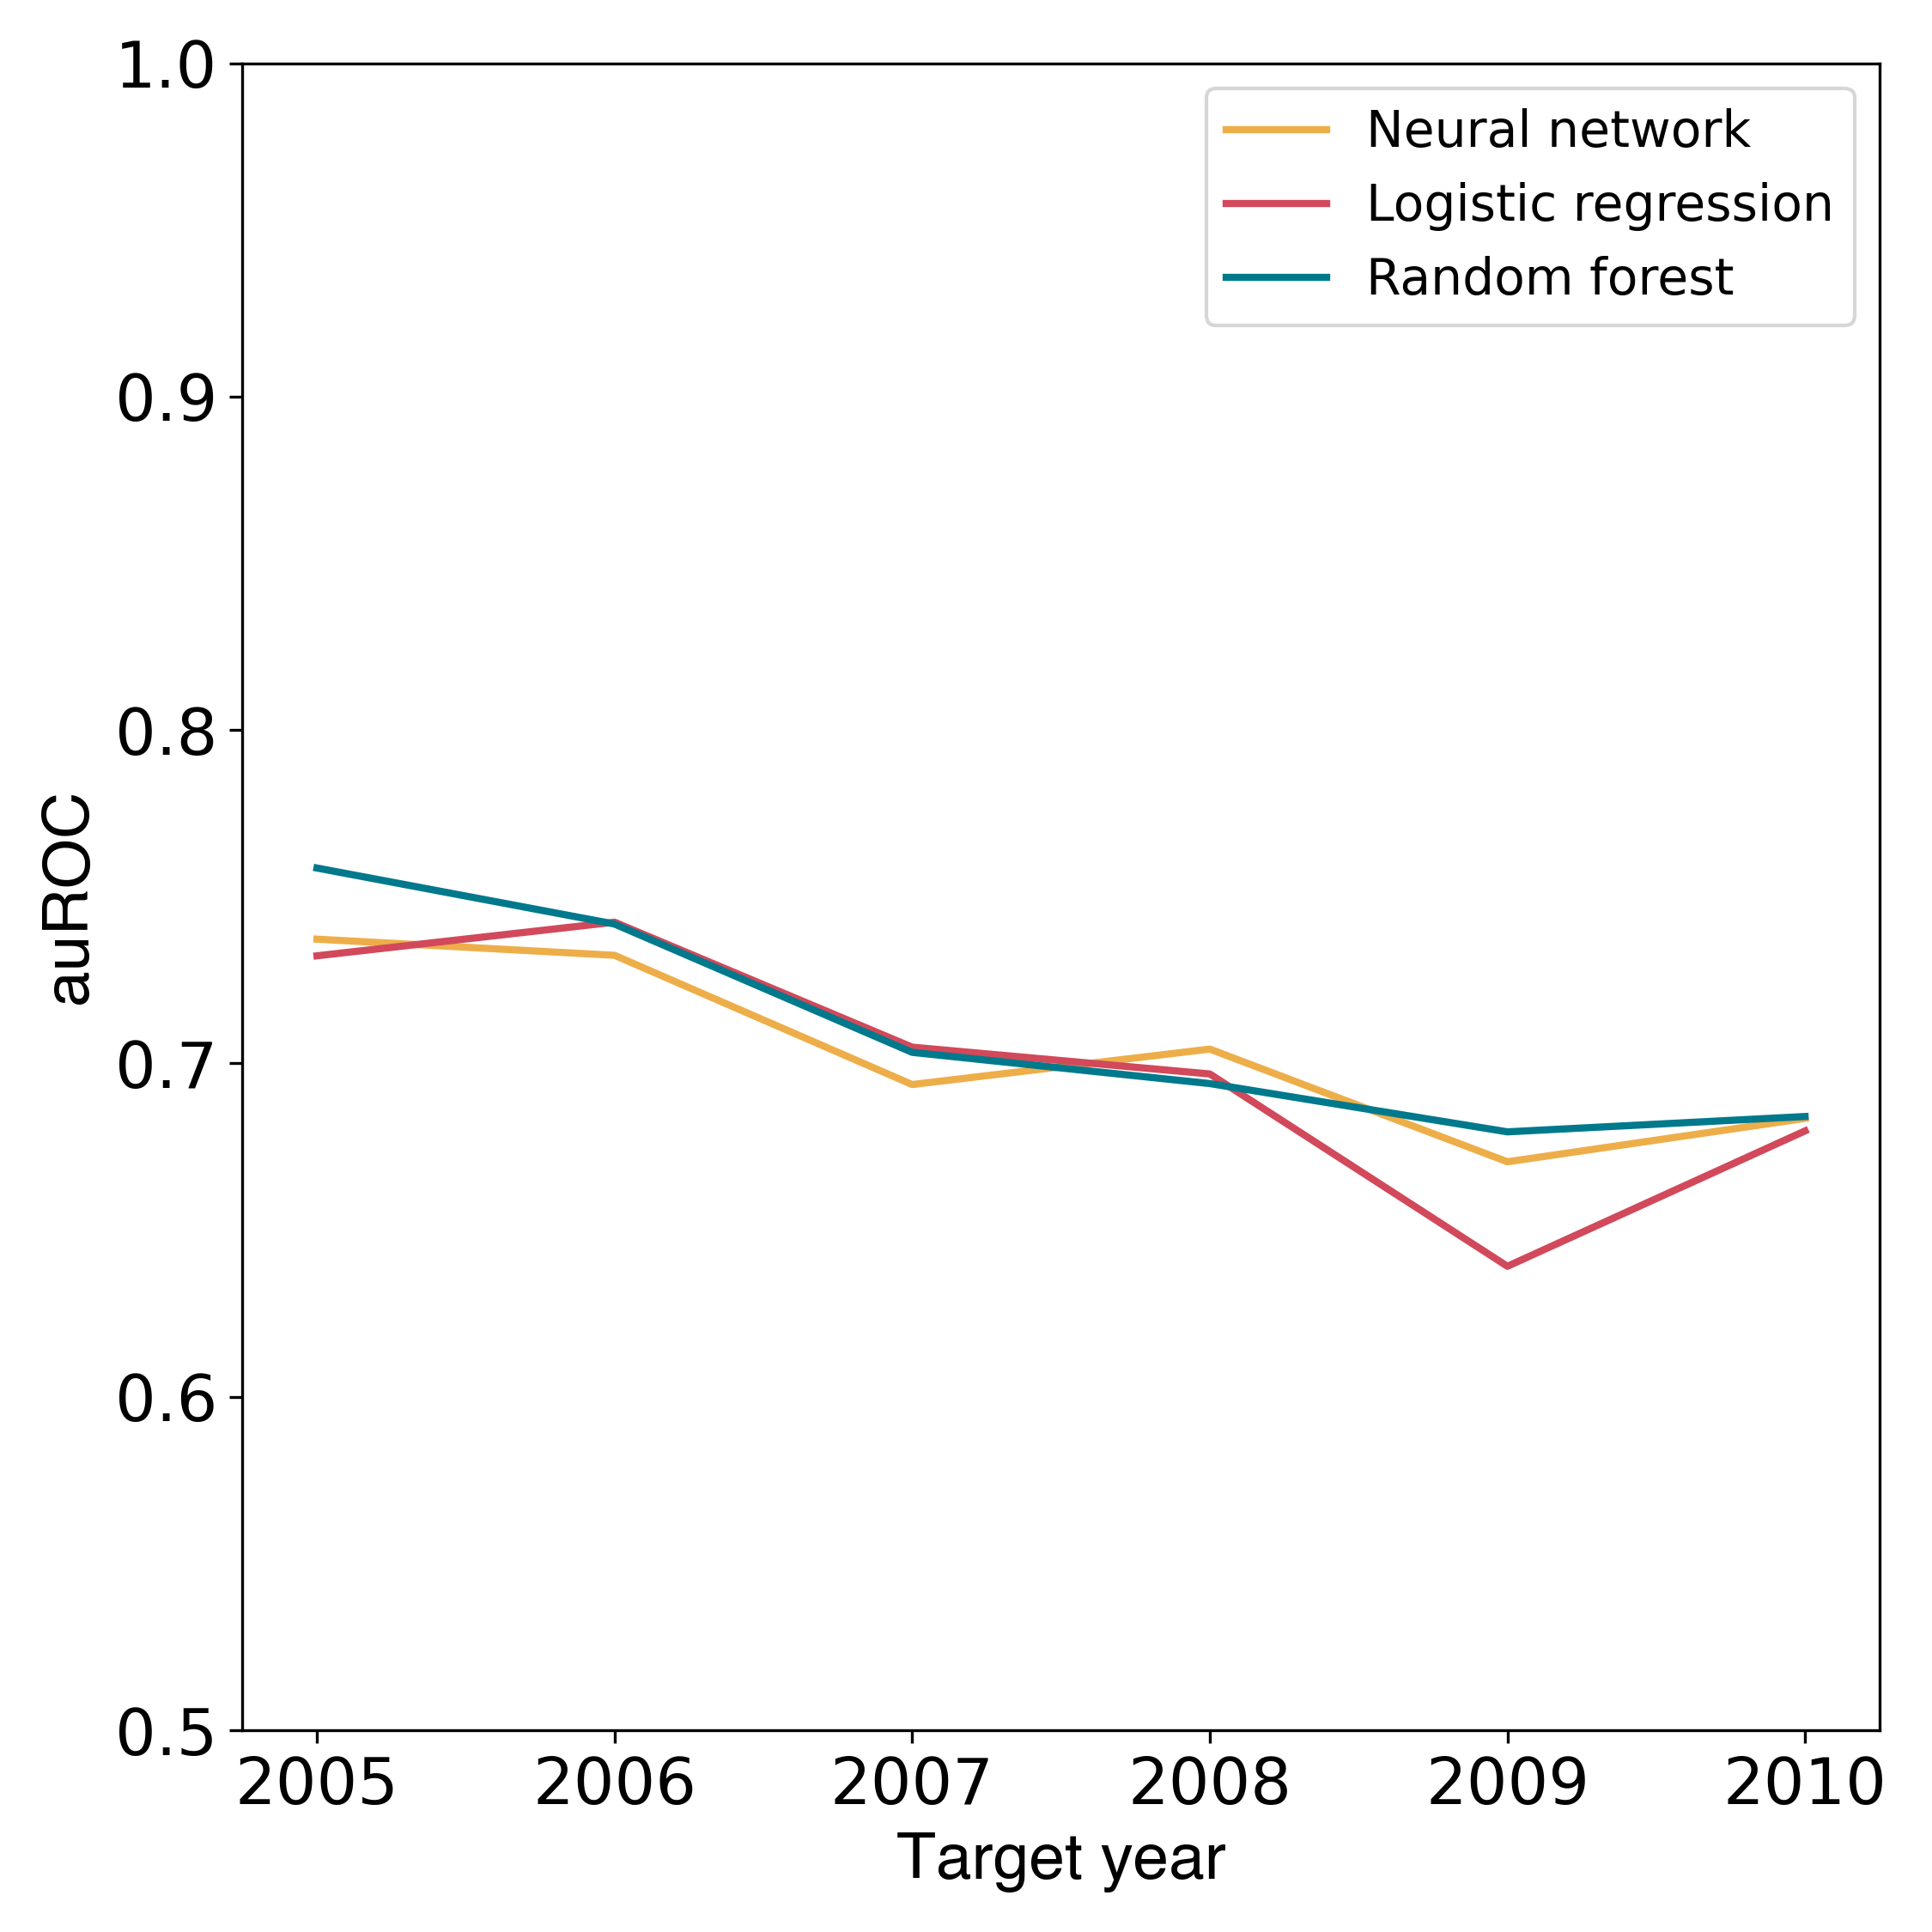 1.0
0.9
0.8
0.7
0.6
0.5
auROC
Neural network
Logistic regression
Random forest
2005 2006 2007 2008 2009 2010
Target year